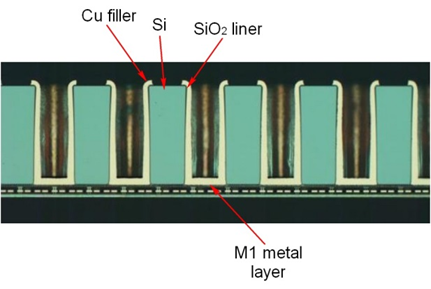 Cu filler
Si
SiO₂ liner
M1 metal
layer